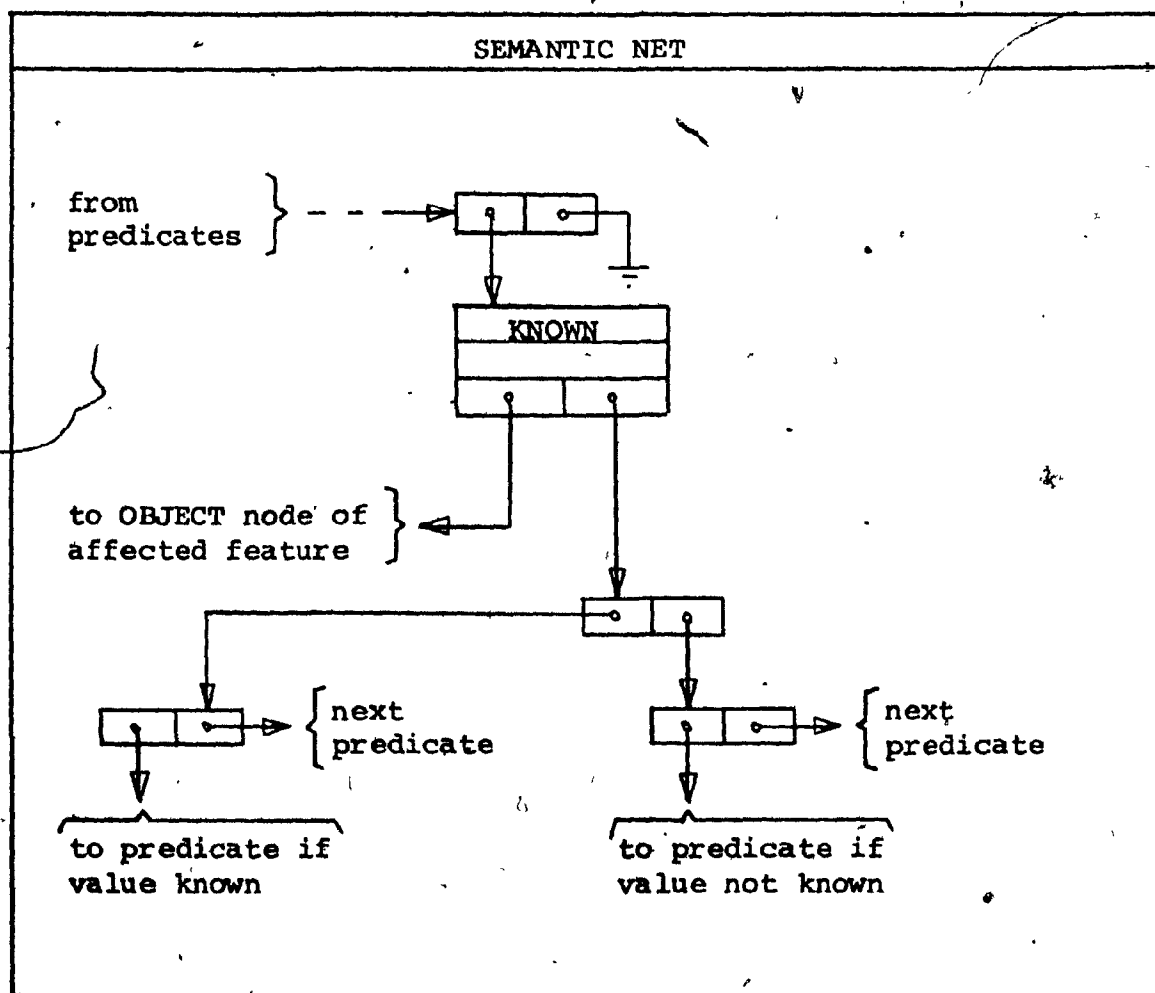 SEMANTIC NET
from
predicates
KNOWN
to OBJECT node of
affected feature
next
predicate
next
predicate
to predicate if
value known
to predicate if
value not known